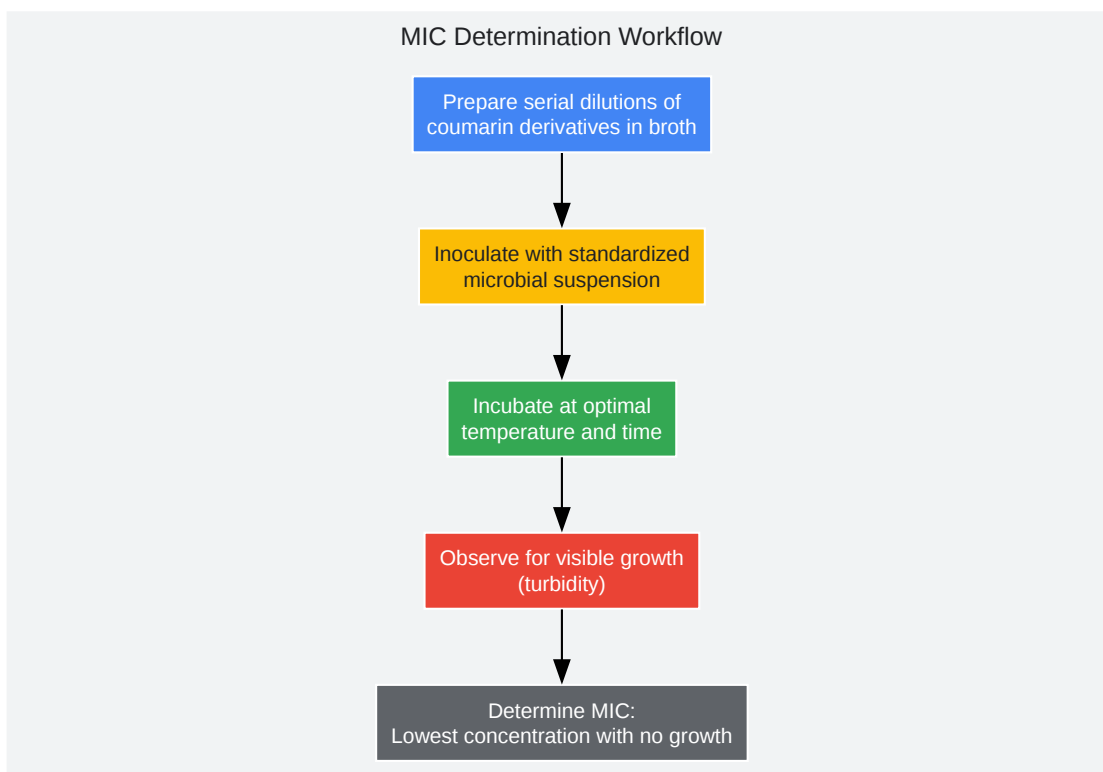 MIC Determination Workflow
Prepare serial dilutions of
coumarin derivatives in broth
Inoculate with standardized
microbial suspension
Incubate at optimal
temperature and time
Observe for visible growth
(turbidity)
Determine MIC:
Lowest concentration with no growth